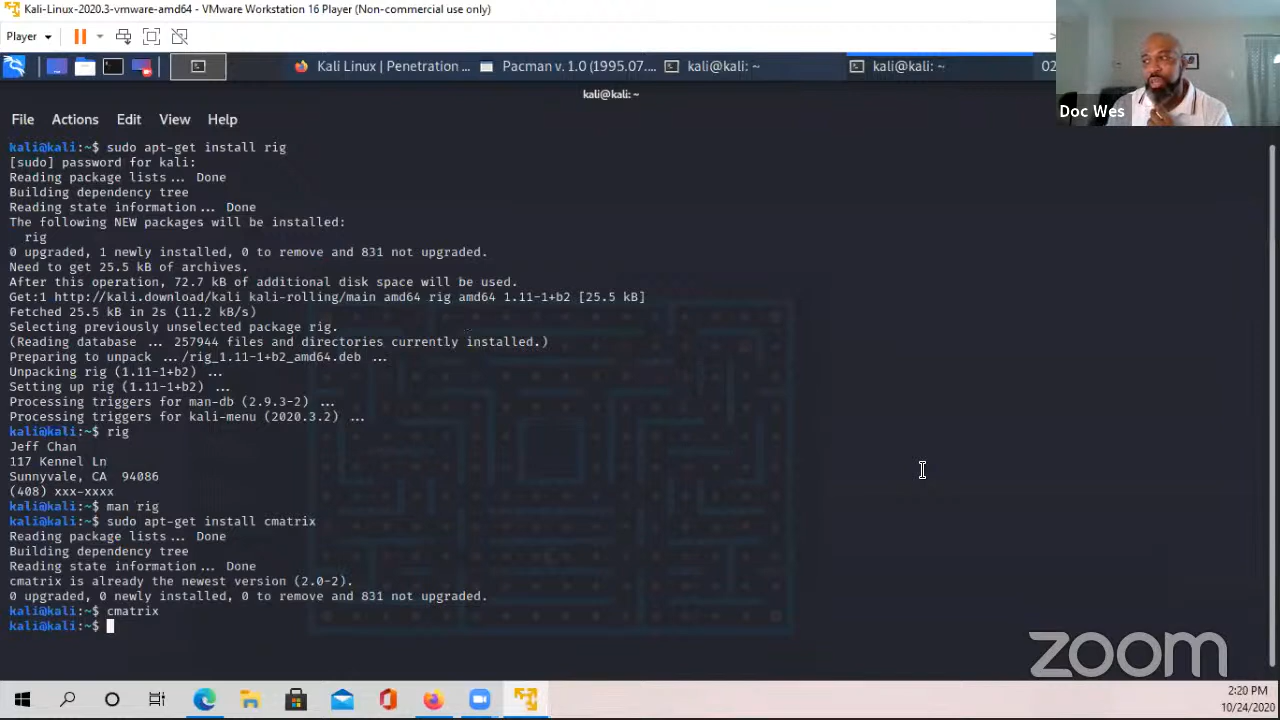 Kali-Linux-2020.3-vmware-amd64 - VMware Workstation 16 Player (Non-commercial use only)
Player
Kali Linux | Penetration ...
Pacman v. 1.0 (1995.07....
kali@kali: ~
kali@kali: ~
02
kali@kali: ~
Doc Wes
File Actions Edit View Help
kali@kali:~$ sudo apt-get install rig
[sudo] password for kali:
Reading package lists... Done
Building dependency tree
Reading state information... Done
The following NEW packages will be installed:
rig
0 upgraded, 1 newly installed, 0 to remove and 831 not upgraded.
Need to get 25.5 kB of archives.
After this operation, 72.7 kB of additional disk space will be used.
Get:1 http://kali.download/kali kali-rolling/main amd64 rig amd64 1.11-1+b2 [25.5 kB]
Fetched 25.5 kB in 2s (11.2 kB/s)
Selecting previously unselected package rig.
(Reading database ... 257944 files and directories currently installed.)
Preparing to unpack .../rig_1.11-1+b2_amd64.deb ...
Unpacking rig (1.11-1+b2) ...
Setting up rig (1.11-1+b2) ...
Processing triggers for man-db (2.9.3-2) ...
Processing triggers for kali-menu (2020.3.2) ...
kali@kali:~$ rig
Jeff Chan
117 Kennel Ln
Sunnyvale, CA  94086
(408) xxx-xxxx
kali@kali:~$ man rig
kali@kali:~$ sudo apt-get install cmatrix
Reading package lists... Done
Building dependency tree
Reading state information... Done
cmatrix is already the newest version (2.0-2).
0 upgraded, 0 newly installed, 0 to remove and 831 not upgraded.
kali@kali:~$ cmatrix
kali@kali:~$
zoom
2:20 PM
10/24/2020